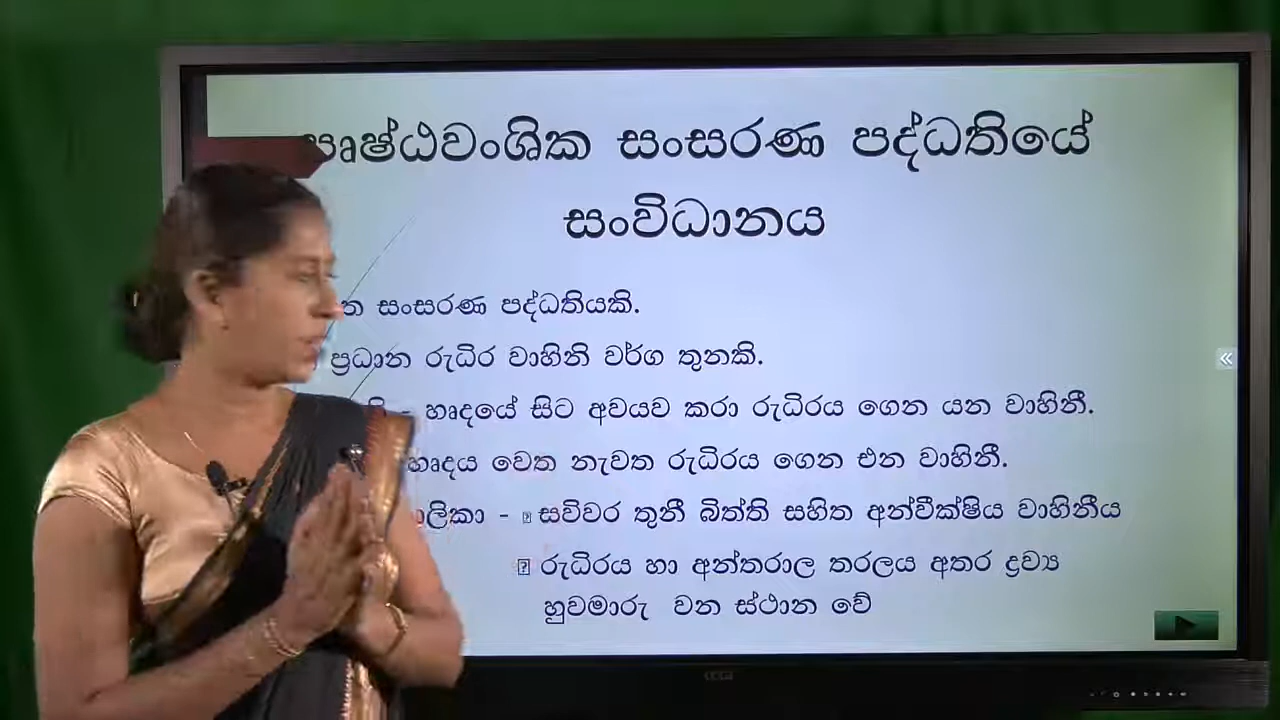 පෘෂ්ඨවංශික සංසරණ පද්ධතියේ
සංවිධානය
සංසරණ පද්ධතියකි.
ප්‍රධාන රුධිර වාහිනි වර්ග තුනකි.
- හෘදයේ සිට අවයව කරා රුධිරය ගෙන යන වාහිනී.
හෘදය වෙත නැවත රුධිරය ගෙන එන වාහිනී.
- සවිවර තුනී බිත්ති සහිත අන්වීක්ෂිය වාහිනීය
රුධිරය හා අන්තරාල තරලය අතර ද්‍රව්‍ය
හුවමාරු වන ස්ථාන වේ